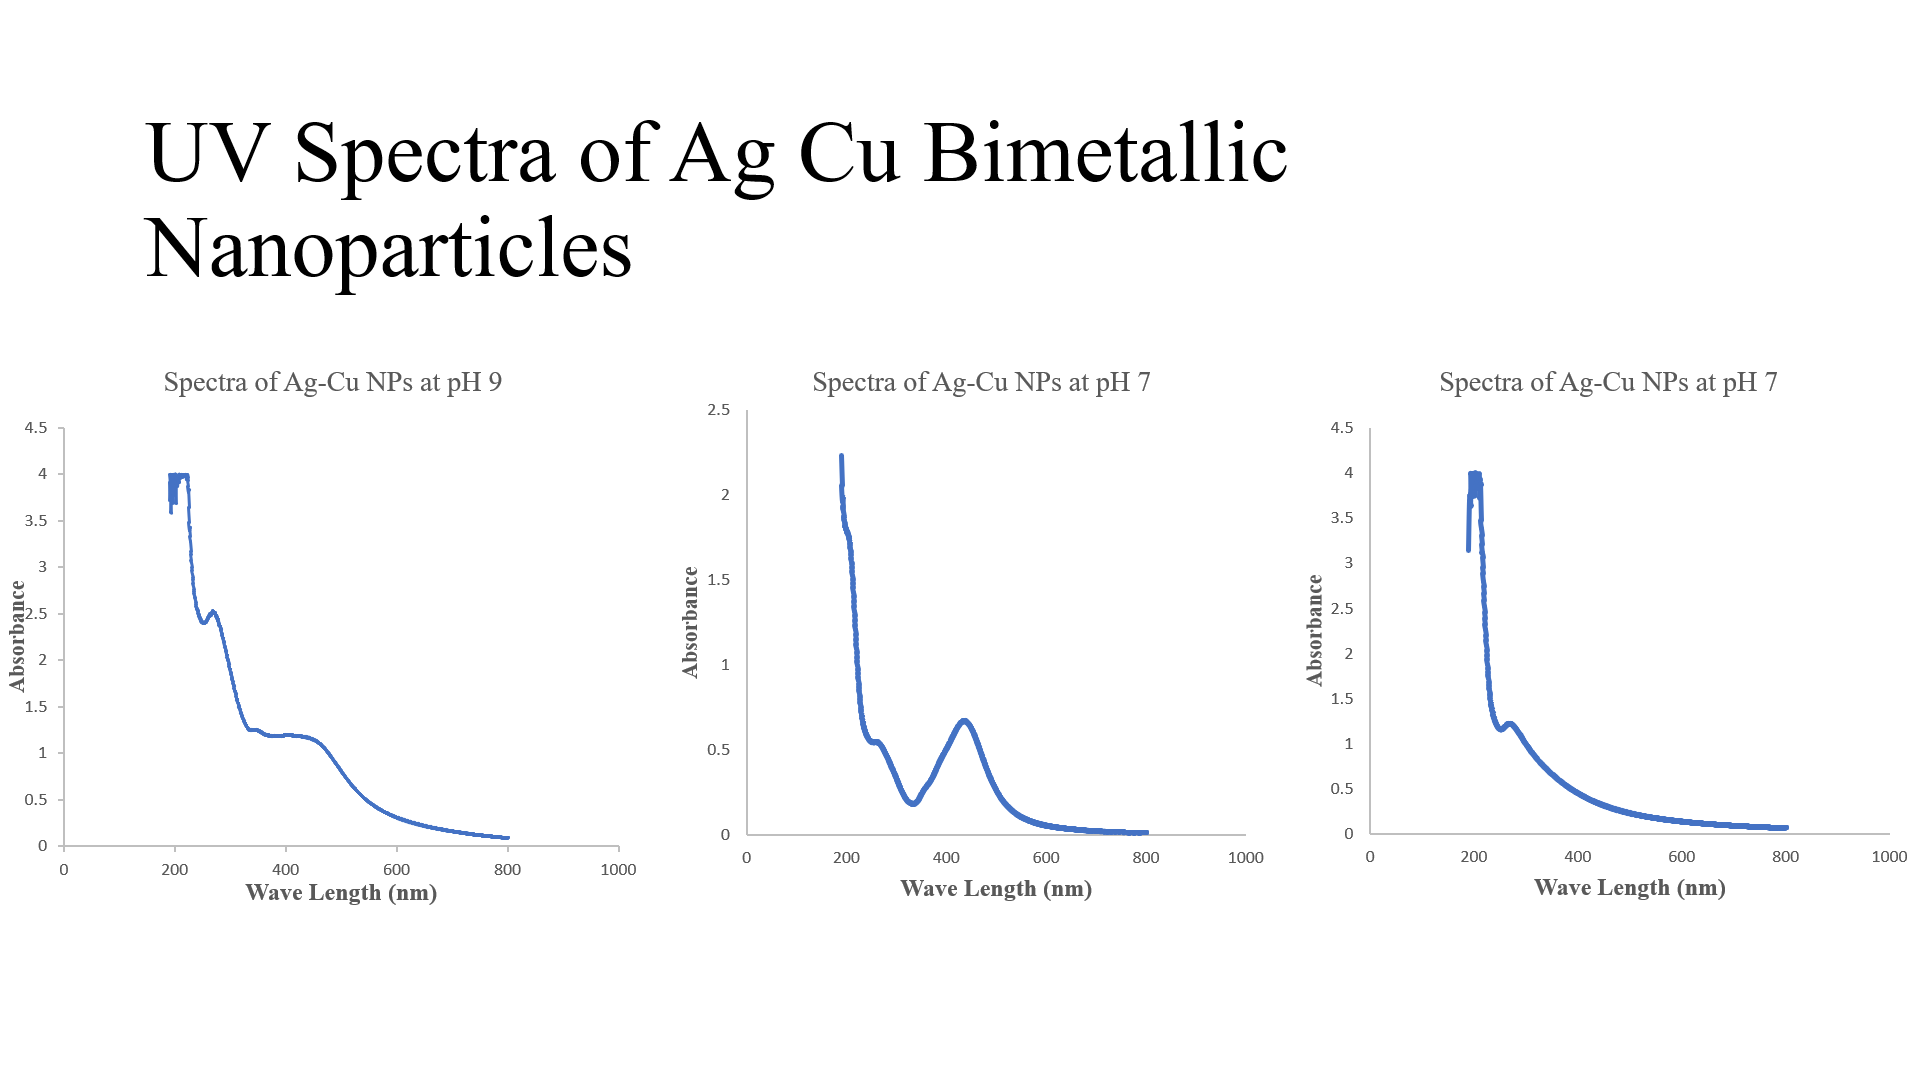 UV Spectra of Ag Cu Bimetallic
Nanoparticles
Spectra of Ag-Cu NPs at pH 9
4.5
4
3.5
3
2.5
2
1.5
1
0.5
0
Absorbance
0 200 400 600 800 1000
Wave Length (nm)
Spectra of Ag-Cu NPs at pH 7
2.5
2
1.5
1
0.5
0
Absorbance
0 200 400 600 800 1000
Wave Length (nm)
Spectra of Ag-Cu NPs at pH 7
4.5
4
3.5
3
2.5
2
1.5
1
0.5
0
Absorbance
0 200 400 600 800 1000
Wave Length (nm)